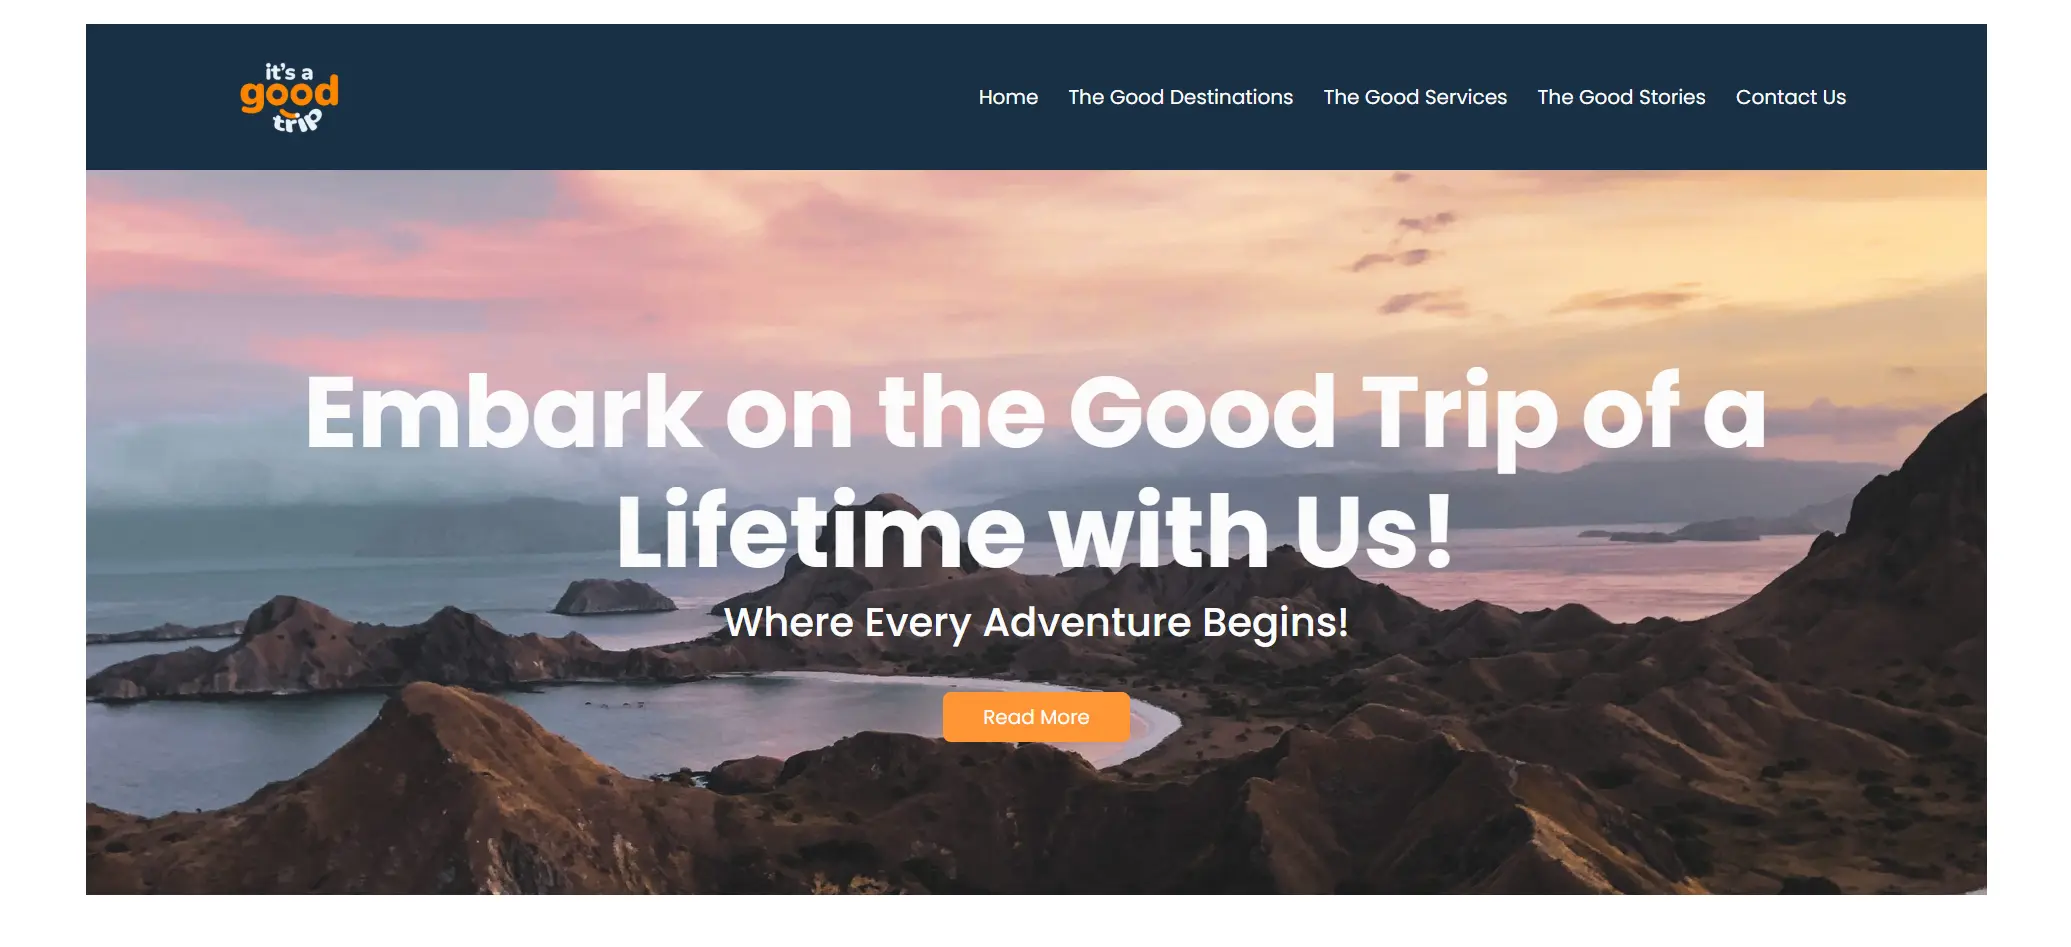 it's a
good
trip
Home The Good Destinations The Good Services The Good Stories Contact Us
Embark on the Good Trip of a
Lifetime with Us!
Where Every Adventure Begins!
Read More